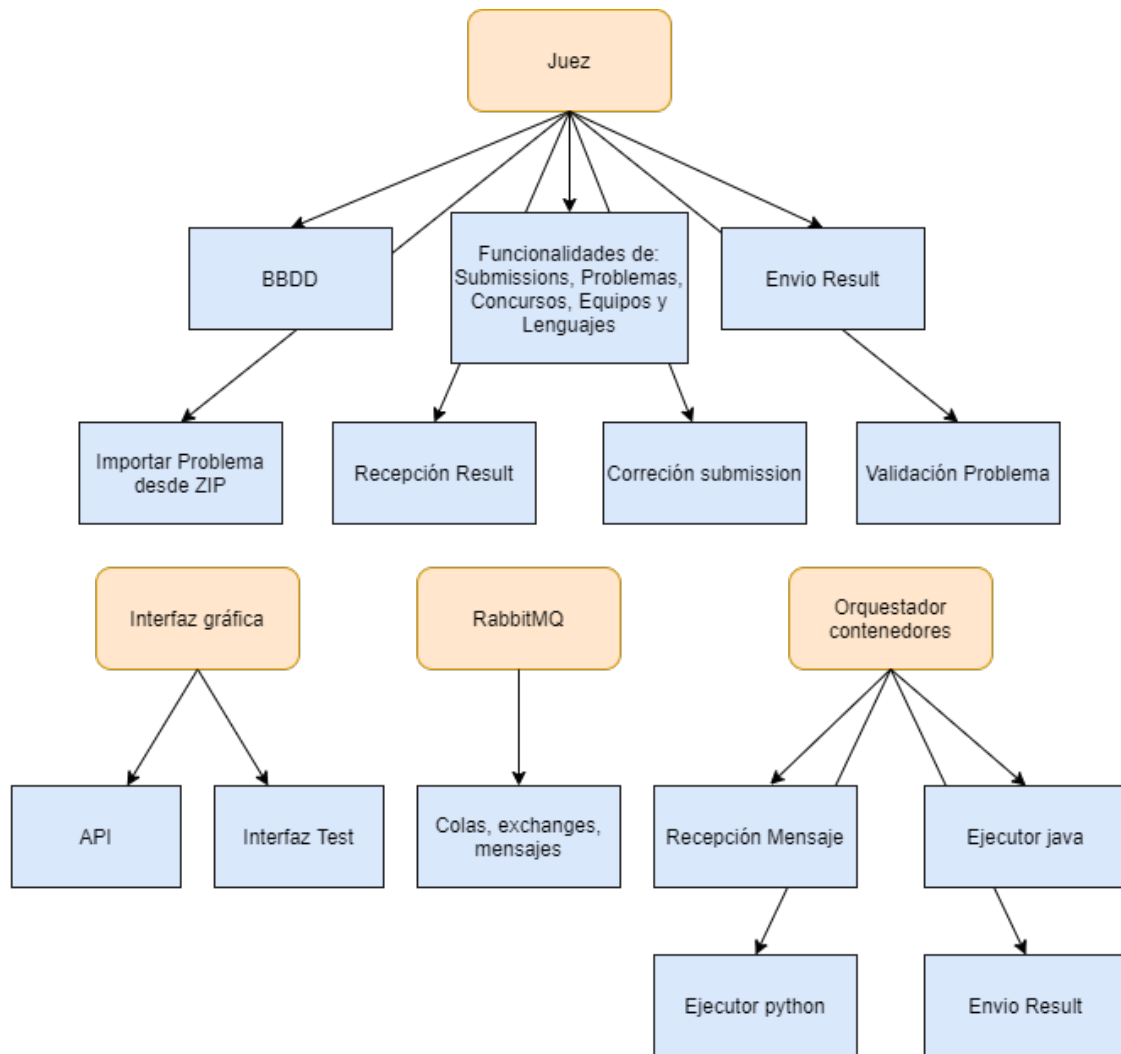 Juez
BBDD
Funcionalidades de:
Submissions, Problemas,
Concursos, Equipos y
Lenguajes
Envio Result
Importar Problema
desde ZIP
Recepción Result
Correción submission
Validación Problema
Interfaz gráfica
RabbitMQ
Orquestador
contenedores
API
Interfaz Test
Colas, exchanges,
mensajes
Recepción Mensaje
Ejecutor java
Ejecutor python
Envio Result